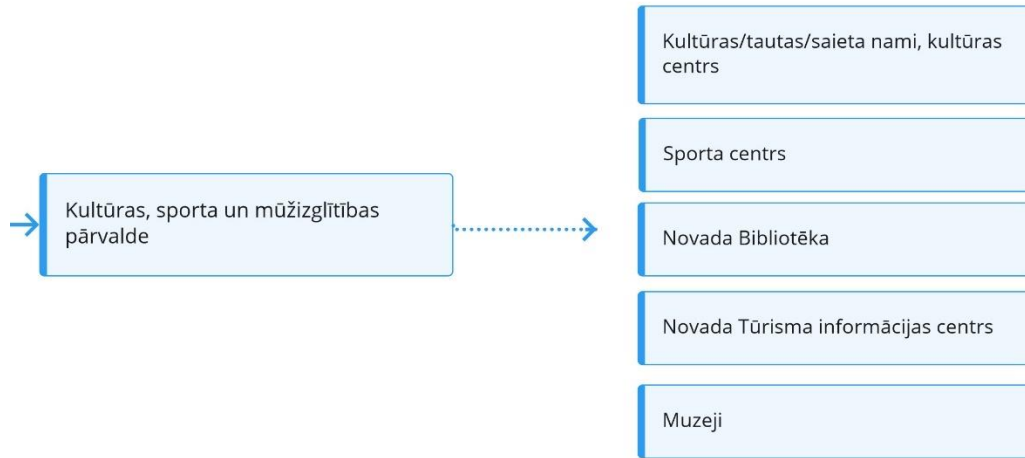 Kultūras, sporta un mūžizglītības
pārvalde
Kultūras/tautas/saieta nami, kultūras
centrs
Sporta centrs
Novada Bibliotēka
Novada Tūrisma informācijas centrs
Muzeji